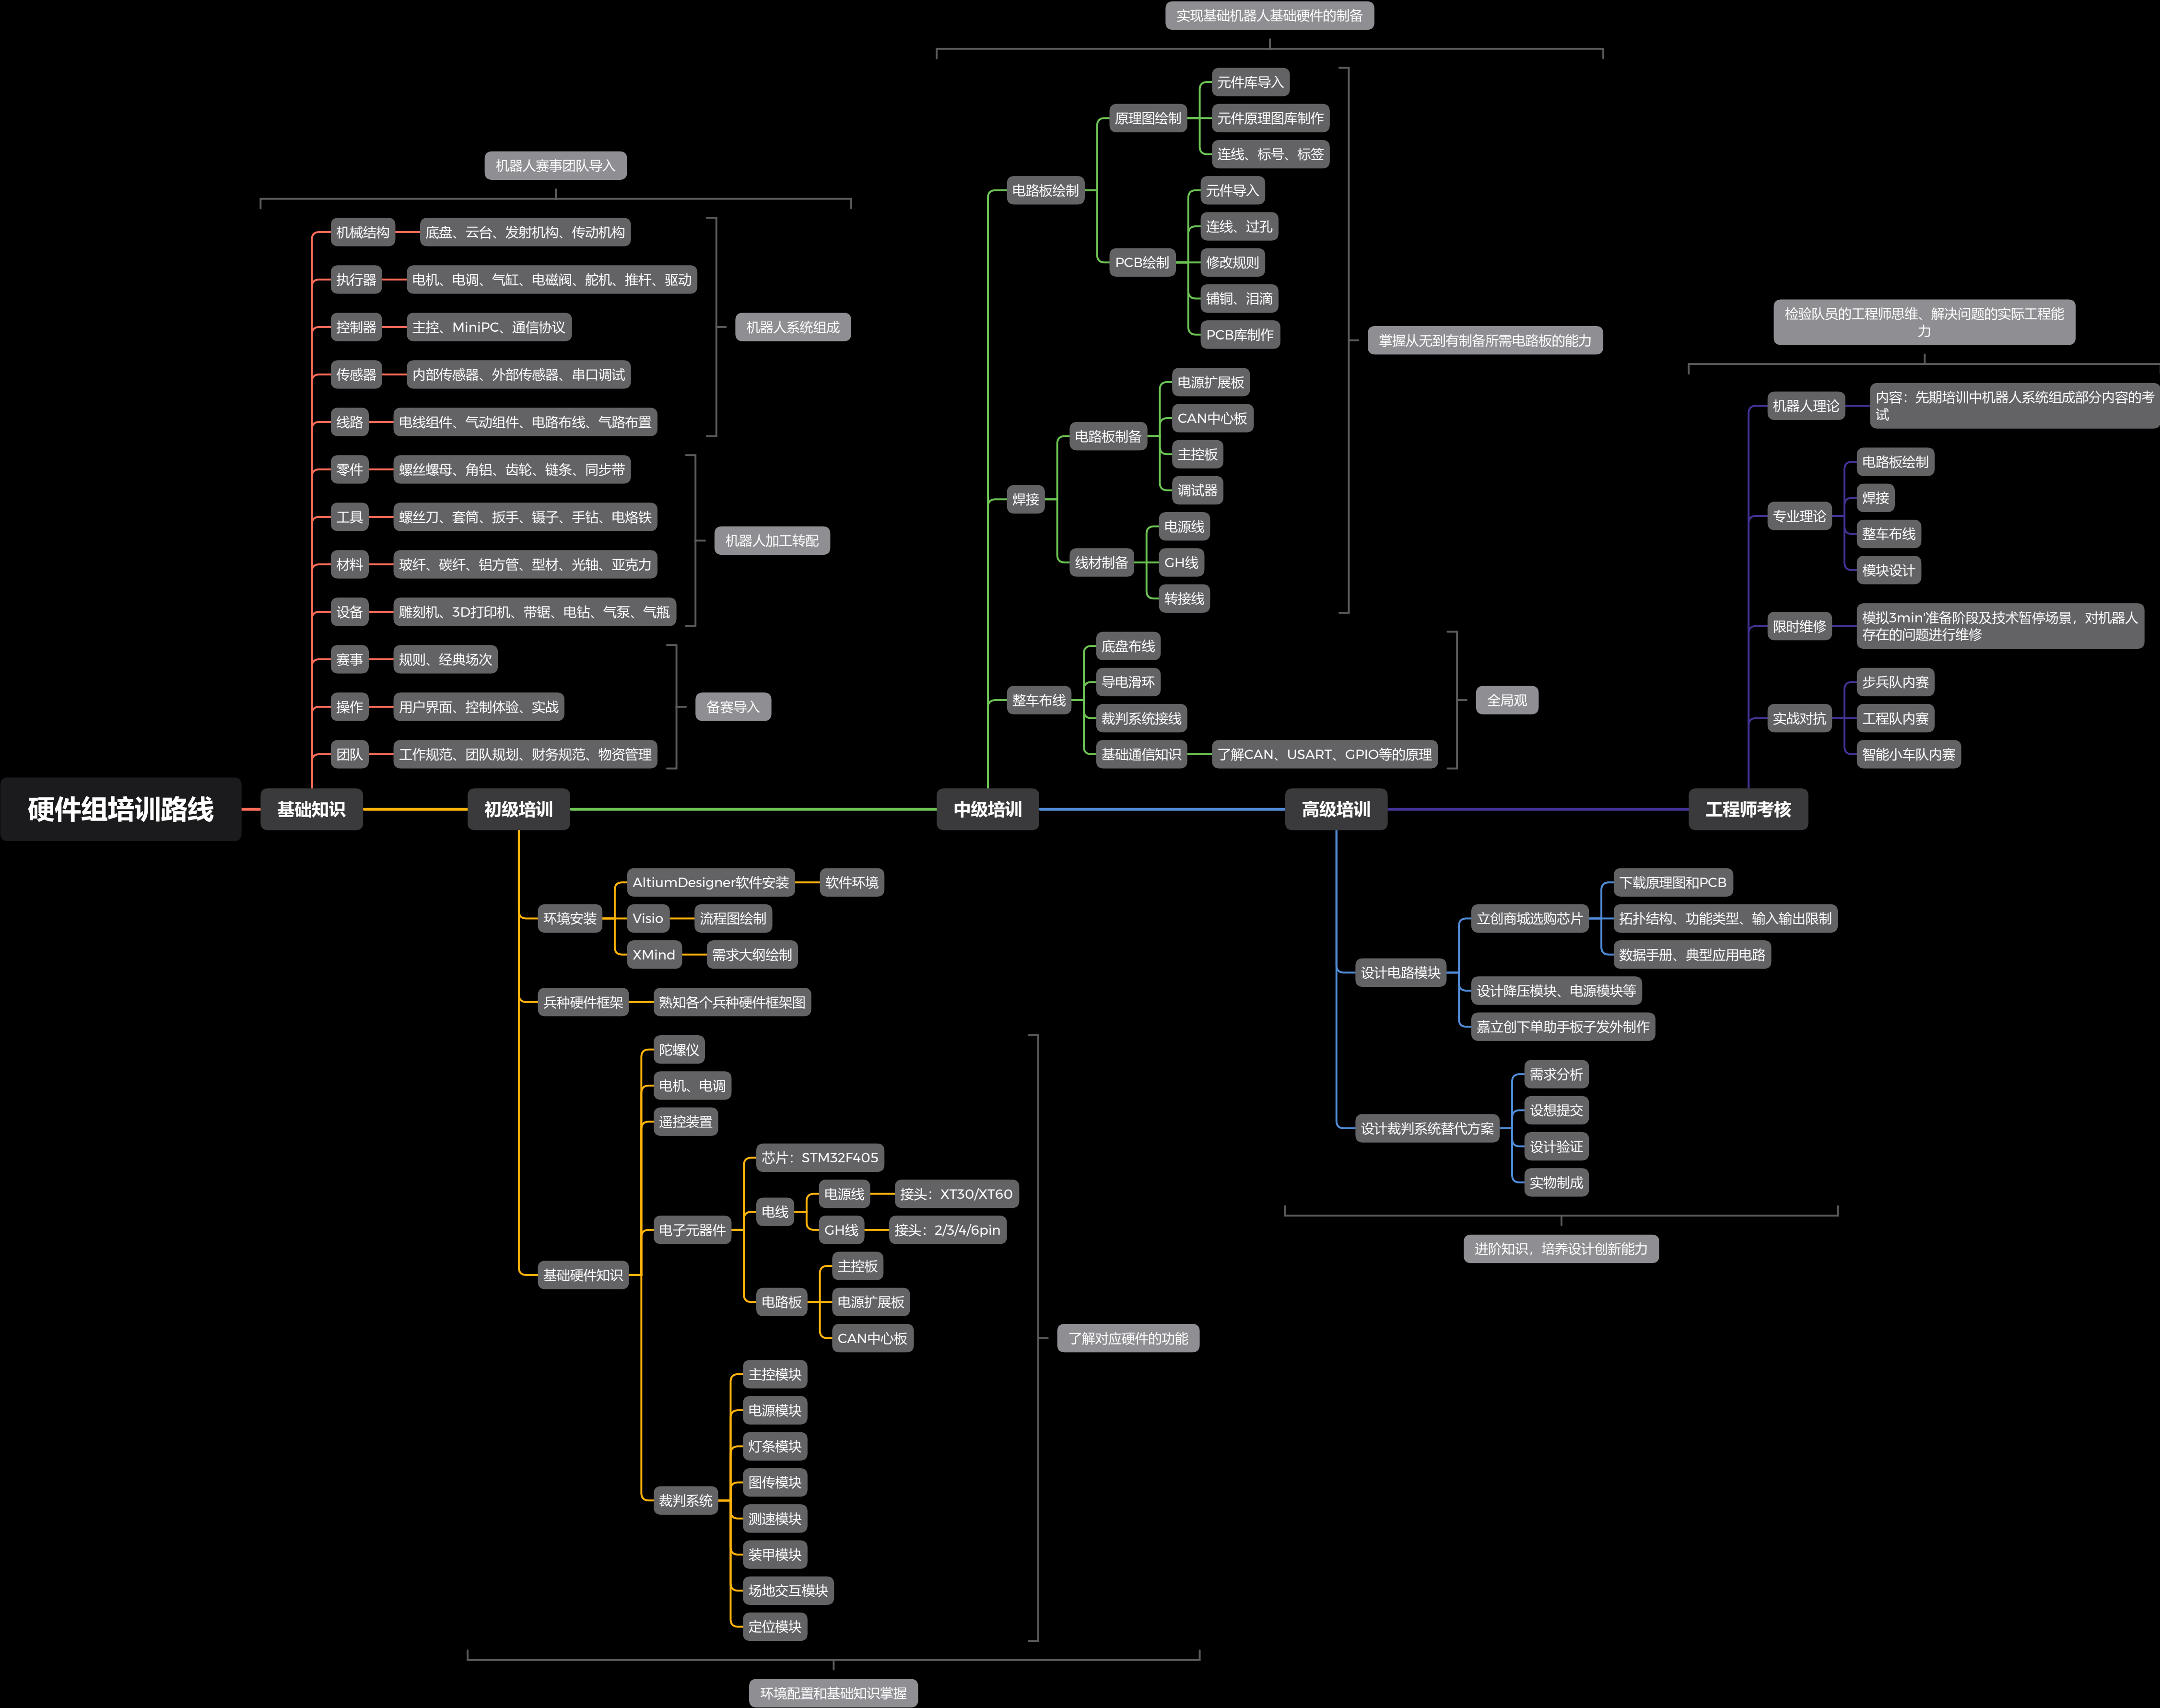 硬件组培训路线
基础知识
机器人赛事团队导入
机械结构
底盘、云台、发射机构、传动机构
执行器
电机、电调、气缸、电磁阀、舵机、推杆、驱动
控制器
主控、MiniPC、通信协议
传感器
内部传感器、外部传感器、串口调试
线路
电线组件、气动组件、电路布线、气路布置
机器人系统组成
零件
螺丝螺母、角铝、齿轮、链条、同步带
工具
螺丝刀、套筒、扳手、镊子、手钻、电烙铁
材料
玻纤、碳纤、铝方管、型材、光轴、亚克力
设备
雕刻机、3D打印机、带锯、电钻、气泵、气瓶
机器人加工转配
赛事
规则、经典场次
操作
用户界面、控制体验、实战
团队
工作规范、团队规划、财务规范、物资管理
备赛导入
初级培训
环境安装
AltiumDesigner软件安装
软件环境
Visio
流程图绘制
XMind
需求大纲绘制
兵种硬件框架
熟知各个兵种硬件框架图
基础硬件知识
陀螺仪
电机、电调
遥控装置
电子元器件
芯片：STM32F405
电线
电源线
接头：XT30/XT60
GH线
接头：2/3/4/6pin
电路板
主控板
电源扩展板
CAN中心板
裁判系统
主控模块
电源模块
灯条模块
图传模块
测速模块
装甲模块
场地交互模块
定位模块
了解对应硬件的功能
环境配置和基础知识掌握
中级培训
实现基础机器人基础硬件的制备
电路板绘制
原理图绘制
元件库导入
元件原理图库制作
连线、标号、标签
PCB绘制
元件导入
连线、过孔
修改规则
铺铜、泪滴
PCB库制作
焊接
电路板制备
电源扩展板
CAN中心板
主控板
调试器
线材制备
电源线
GH线
转接线
掌握从无到有制备所需电路板的能力
整车布线
底盘布线
导电滑环
裁判系统接线
基础通信知识
了解CAN、USART、GPIO等的原理
全局观
高级培训
设计电路模块
立创商城选购芯片
下载原理图和PCB
拓扑结构、功能类型、输入输出限制
数据手册、典型应用电路
设计降压模块、电源模块等
嘉立创下单助手板子发外制作
设计裁判系统替代方案
需求分析
设想提交
设计验证
实物制成
进阶知识，培养设计创新能力
工程师考核
检验队员的工程师思维、解决问题的实际工程能
力
机器人理论
内容：先期培训中机器人系统组成部分内容的考
试
专业理论
电路板绘制
焊接
整车布线
模块设计
限时维修
模拟3min'准备阶段及技术暂停场景，对机器人
存在的问题进行维修
实战对抗
步兵队内赛
工程队内赛
智能小车队内赛